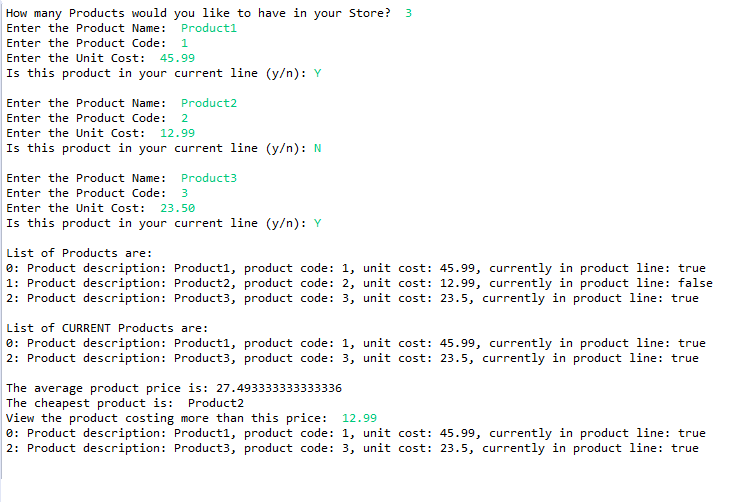 How many Products would you like to have in your Store?  3
Enter the Product Name:  Product1
Enter the Product Code:  1
Enter the Unit Cost:  45.99
Is this product in your current line (y/n): Y

Enter the Product Name:  Product2
Enter the Product Code:  2
Enter the Unit Cost:  12.99
Is this product in your current line (y/n): N

Enter the Product Name:  Product3
Enter the Product Code:  3
Enter the Unit Cost:  23.50
Is this product in your current line (y/n): Y

List of Products are:
0: Product description: Product1, product code: 1, unit cost: 45.99, currently in product line: true
1: Product description: Product2, product code: 2, unit cost: 12.99, currently in product line: false
2: Product description: Product3, product code: 3, unit cost: 23.5, currently in product line: true

List of CURRENT Products are:
0: Product description: Product1, product code: 1, unit cost: 45.99, currently in product line: true
2: Product description: Product3, product code: 3, unit cost: 23.5, currently in product line: true

The average product price is: 27.493333333333336
The cheapest product is:  Product2
View the product costing more than this price:  12.99
0: Product description: Product1, product code: 1, unit cost: 45.99, currently in product line: true
2: Product description: Product3, product code: 3, unit cost: 23.5, currently in product line: true